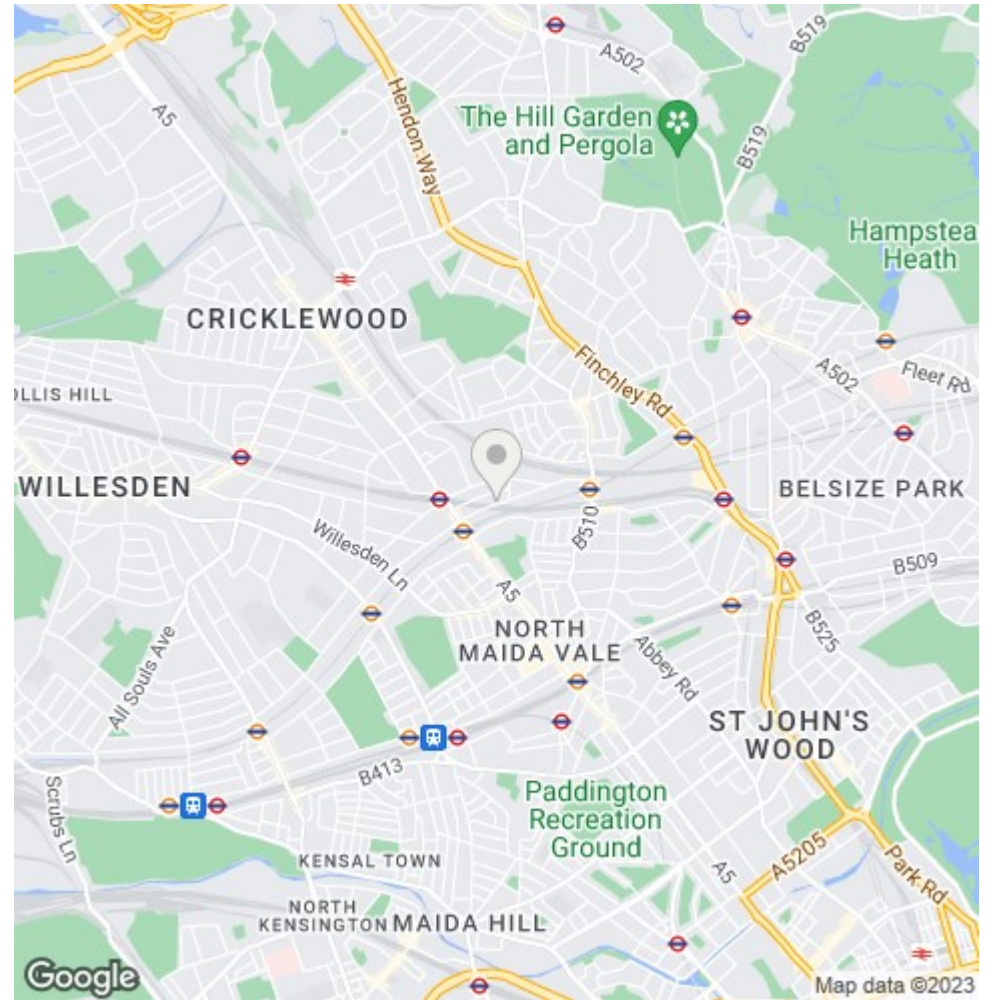 A502
B519
A5
Hendon Way
The Hill Garden
and Pergola
B519
Hampstea
Heath
CRICKLEWOOD
Finchley Rd
A502
Fleet Rd
OLLIS HILL
WILLESDEN
BELSIZE PARK
B510
Willesden Ln
A5
B509
NORTH
MAIDA VALE
Abbey Rd
B525
All Souls Ave
ST JOHN'S
WOOD
B413
Scrubs Ln
Paddington
Recreation
Ground
A5205
Park Rd
KENSAL TOWN
A5
NORTH
KENSINGTON
MAIDA HILL
Google
Map data ©2023